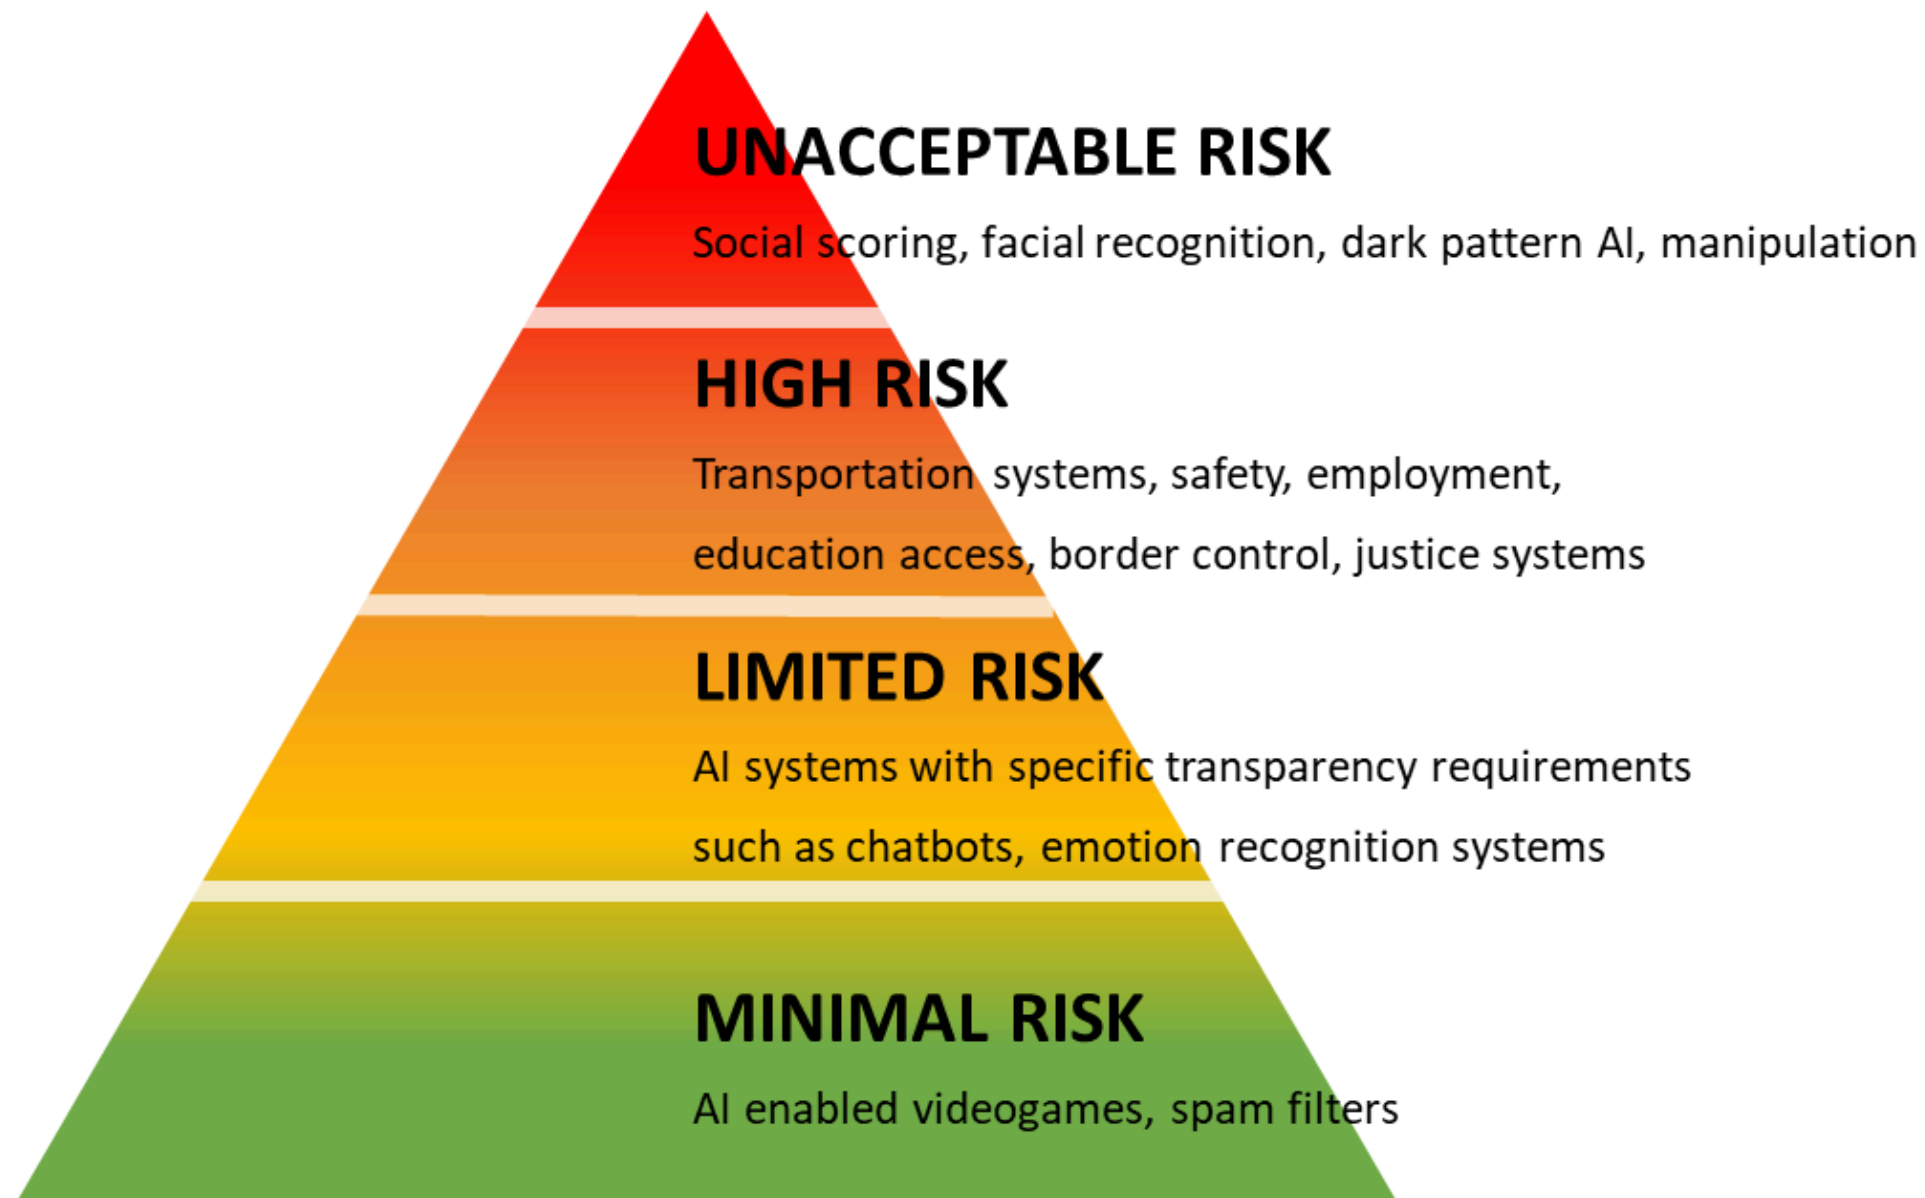 UNACCEPTABLE RISK
Social scoring, facial recognition, dark pattern AI, manipulation
HIGH RISK
Transportation systems, safety, employment,
education access, border control, justice systems
LIMITED RISK
AI systems with specific transparency requirements
such as chatbots, emotion recognition systems
MINIMAL RISK
AI enabled videogames, spam filters